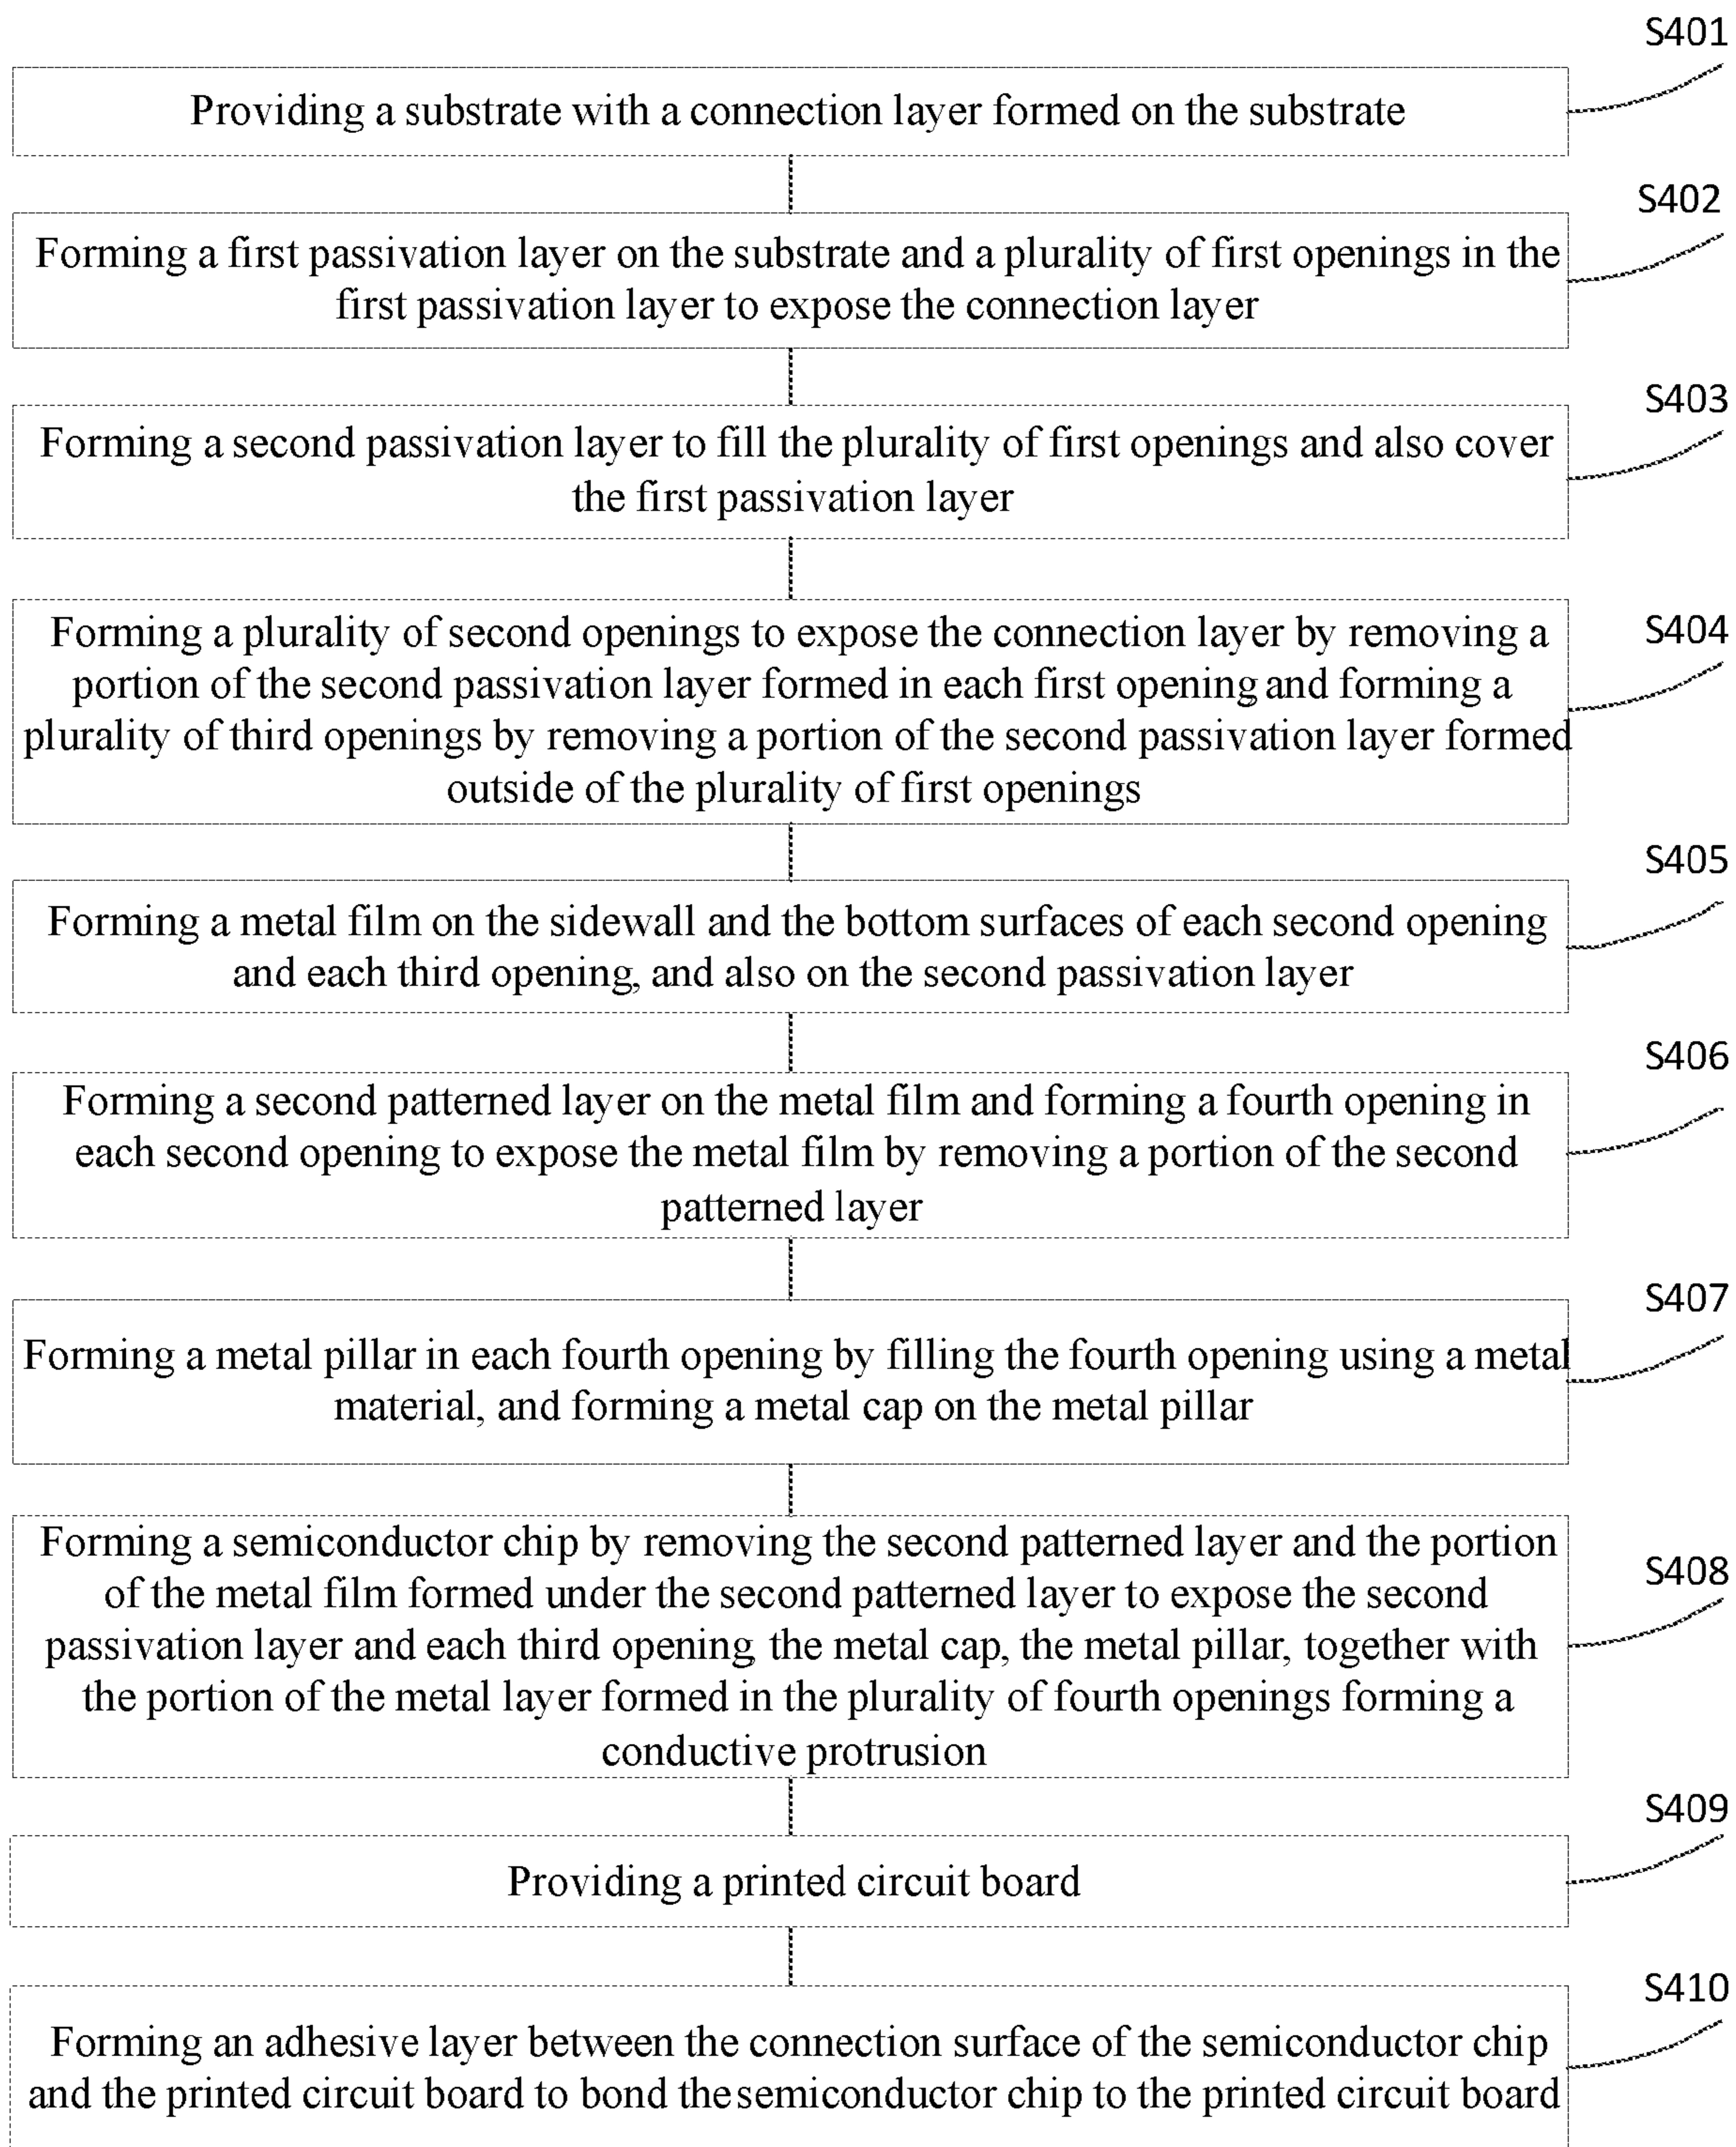 S401
Providing a substrate with a connection layer formed on the substrate
S402
Forming a first passivation layer on the substrate and a plurality of first openings in the
first passivation layer to expose the connection layer
S403
Forming a second passivation layer to fill the plurality of first openings and also cover
the first passivation layer
S404
Forming a plurality of second openings to expose the connection layer by removing a
portion of the second passivation layer formed in each first opening and forming a
plurality of third openings by removing a portion of the second passivation layer formed
outside of the plurality of first openings
S405
Forming a metal film on the sidewall and the bottom surfaces of each second opening
and each third opening, and also on the second passivation layer
S406
Forming a second patterned layer on the metal film and forming a fourth opening in
each second opening to expose the metal film by removing a portion of the second
patterned layer
S407
Forming a metal pillar in each fourth opening by filling the fourth opening using a metal
material, and forming a metal cap on the metal pillar
S408
Forming a semiconductor chip by removing the second patterned layer and the portion
of the metal film formed under the second patterned layer to expose the second
passivation layer and each third opening, the metal cap, the metal pillar, together with
the portion of the metal layer formed in the plurality of fourth openings forming a
conductive protrusion
S409
Providing a printed circuit board
S410
Forming an adhesive layer between the connection surface of the semiconductor chip
and the printed circuit board to bond the semiconductor chip to the printed circuit board